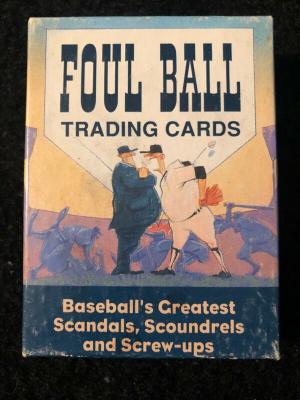 FOUL BALL
TRADING CARDS
Baseball's Greatest
Scandals, Scoundrels
and Screw-ups